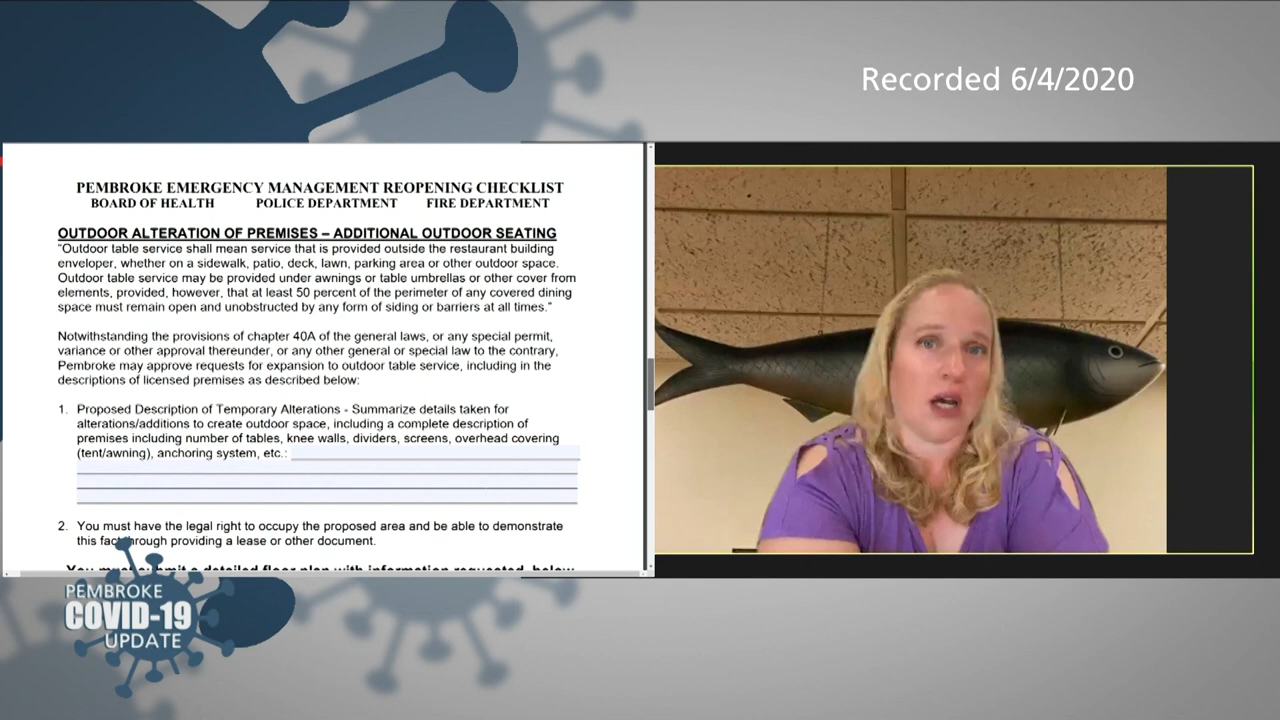 Recorded 6/4/2020
PEMBROKE EMERGENCY MANAGEMENT REOPENING CHECKLIST
BOARD OF HEALTH POLICE DEPARTMENT FIRE DEPARTMENT
OUTDOOR ALTERATION OF PREMISES – ADDITIONAL OUTDOOR SEATING
“Outdoor table service shall mean service that is provided outside the restaurant building
enveloper, whether on a sidewalk, patio, deck, lawn, parking area or other outdoor space.
Outdoor table service may be provided under awnings or table umbrellas or other cover from
elements, provided, however, that at least 50 percent of the perimeter of any covered dining
space must remain open and unobstructed by any form of siding or barriers at all times.”
Notwithstanding the provisions of chapter 40A of the general laws, or any special permit,
variance or other approval thereunder, or any other general or special law to the contrary,
Pembroke may approve requests for expansion to outdoor table service, including in the
descriptions of licensed premises as described below:
1. Proposed Description of Temporary Alterations - Summarize details taken for
alterations/additions to create outdoor space, including a complete description of
premises including number of tables, knee walls, dividers, screens, overhead covering
(tent/awning), anchoring system, etc.:
2. You must have the legal right to occupy the proposed area and be able to demonstrate
this fact through providing a lease or other document.
You must submit a detailed floor plan with information requested, below
PEMBROKE
COVID-19
UPDATE